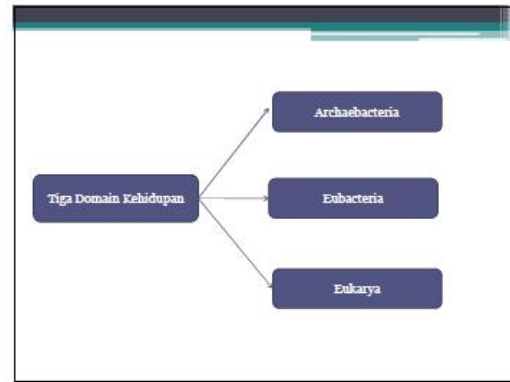 Archaebacteria
Tiga Domain Kehidupan
Eubacteria
Eukarya